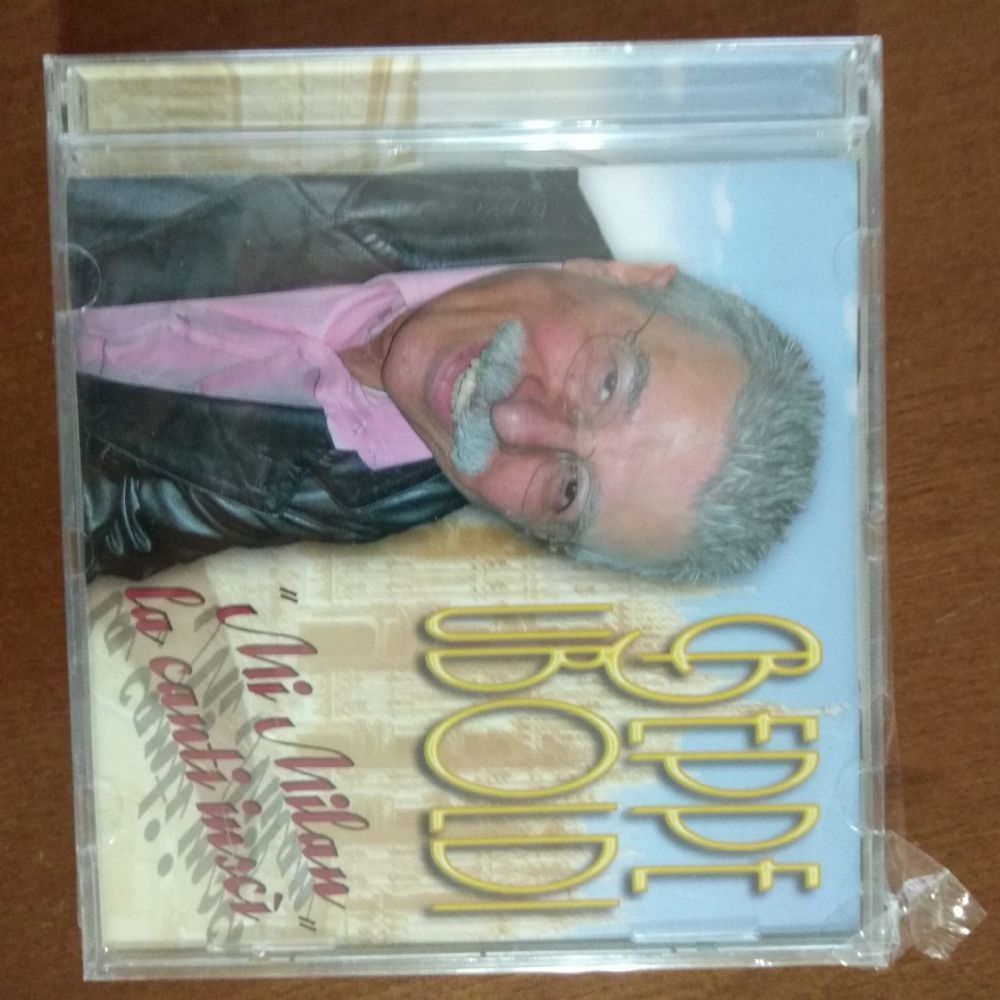 BEPPE
UBOLDI
"Mi Milan
la canti inscì"